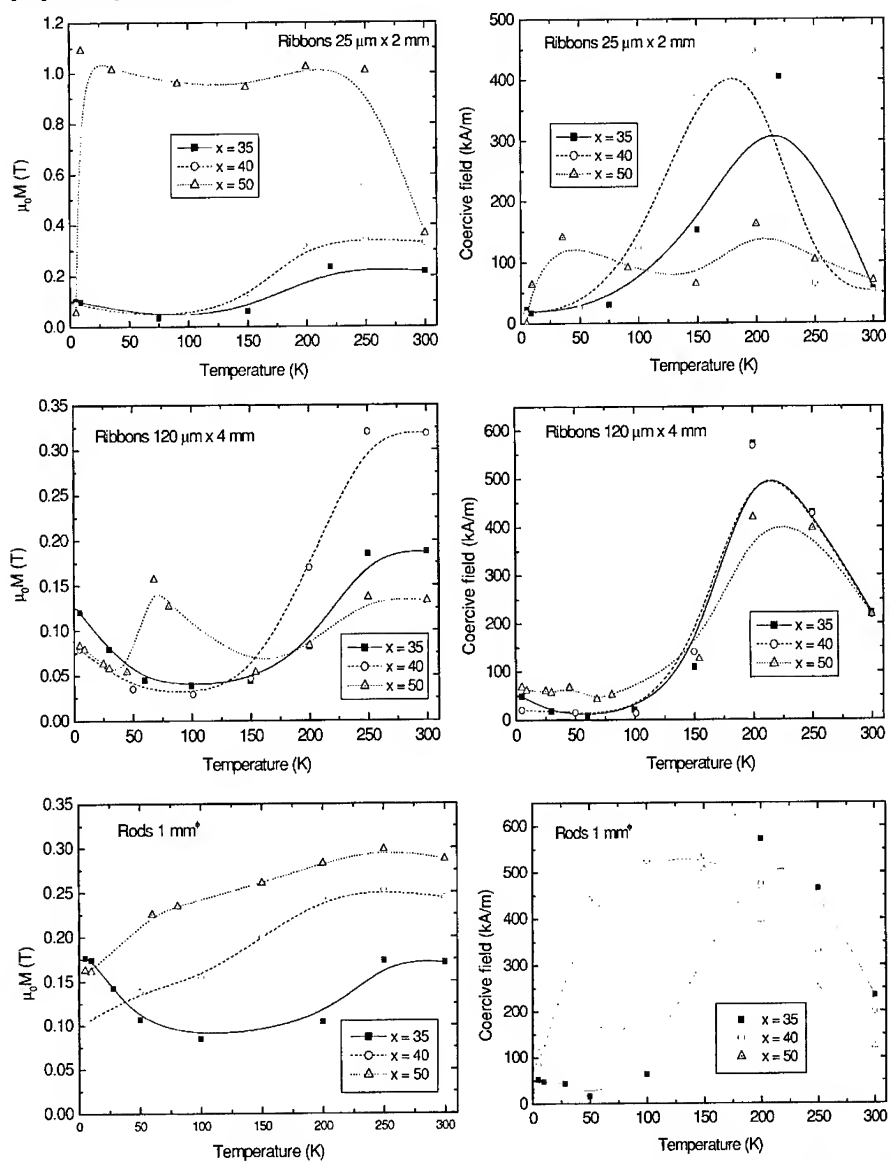 Ribbons 25 µm x 2 mm
µ₀M (T)
1.2
1.0
0.8
0.6
0.4
0.2
0.0
x = 35
x = 40
x = 50
50 100 150 200 250 300
Temperature (K)
Ribbons 25 µm x 2 mm
Coercive field (kA/m)
500
400
300
200
100
0
x = 35
x = 40
x = 50
0 50 100 150 200 250 300
Temperature (K)
Ribbons 120 µm x 4 mm
µ₀M (T)
0.35
0.30
0.25
0.20
0.15
0.10
0.05
0.00
x = 35
x = 40
x = 50
0 50 100 150 200 250 300
Temperature (K)
Ribbons 120 µm x 4 mm
Coercive field (kA/m)
600
500
400
300
200
100
0
x = 35
x = 40
x = 50
0 50 100 150 200 250 300
Temperature (K)
Rods 1 mm
µ₀M (T)
0.35
0.30
0.25
0.20
0.15
0.10
0.05
0.00
x = 35
x = 40
x = 50
50 100 150 200 250 300
Temperature (K)
Rods 1 mm
Coercive field (kA/m)
600
500
400
300
200
100
0
x = 35
x = 40
x = 50
0 50 100 150 200 250 300
Temperature (K)